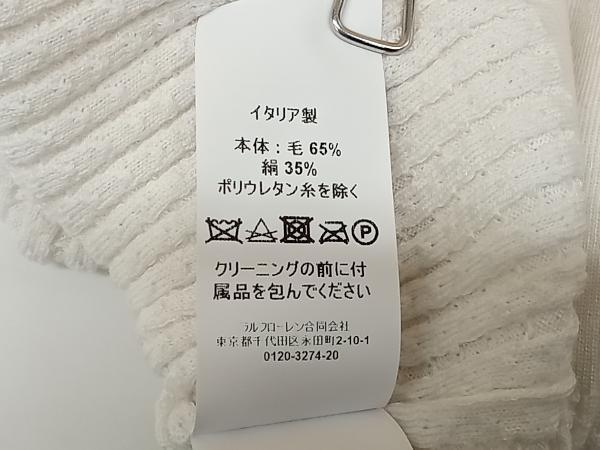 イタリア製
本体：毛 65%
絹 35%
ポリウレタン糸を除く
P
クリーニングの前に付
属品を包んでください
ラルフローレン合同会社
東京都千代田区永田町2-10-1
0120-3274-20